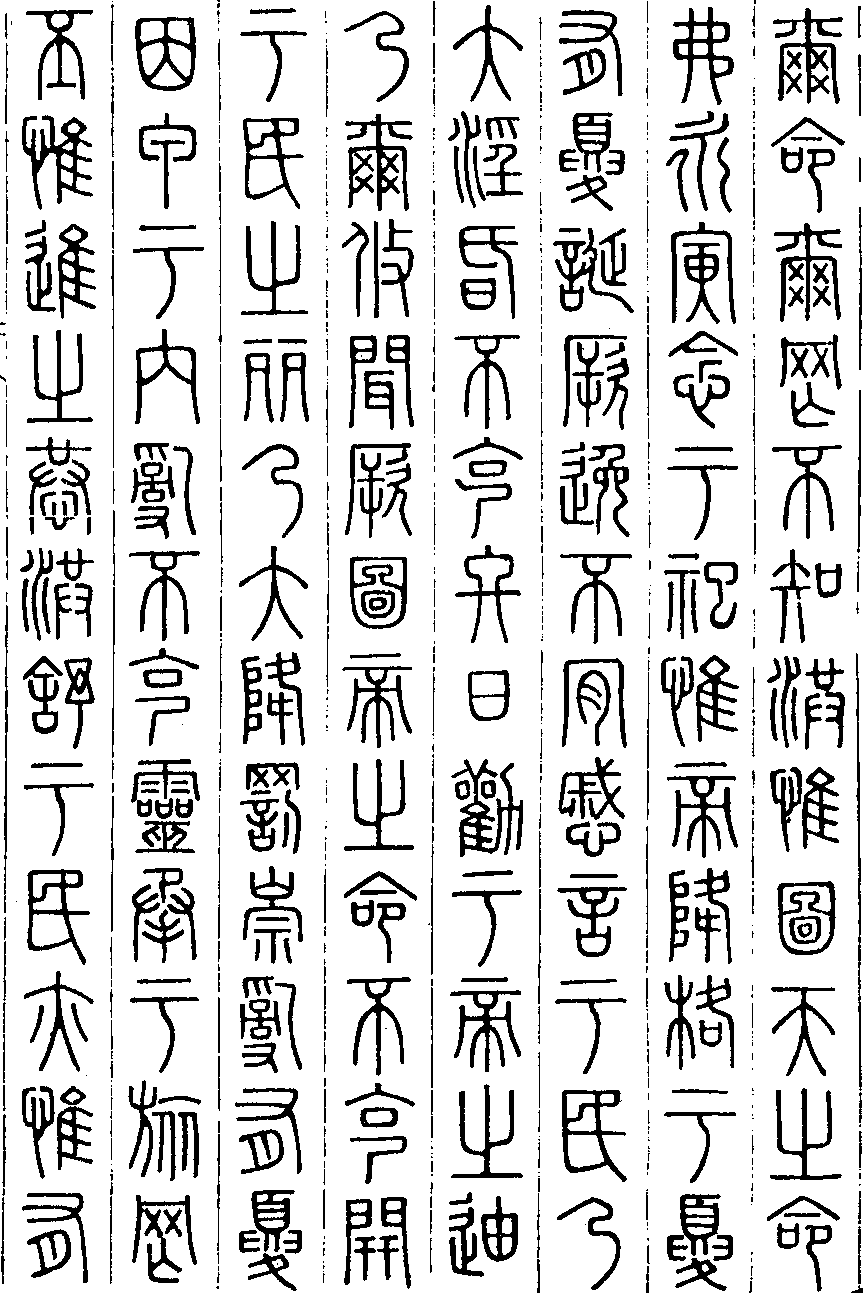 爾命爾罔不知洪惟圖天之命
弗永寅念于祀惟帝降格于夏
有夏誕厥逸不肯慼言于民乃
大淫昏不克終日勸于帝之迪
乃爾攸聞厥圖帝之命不克開
于民之麗乃大降罰崇亂有夏
因甲于內亂不克靈承于旅罔
丕惟進之恭洪舒于民亦惟有